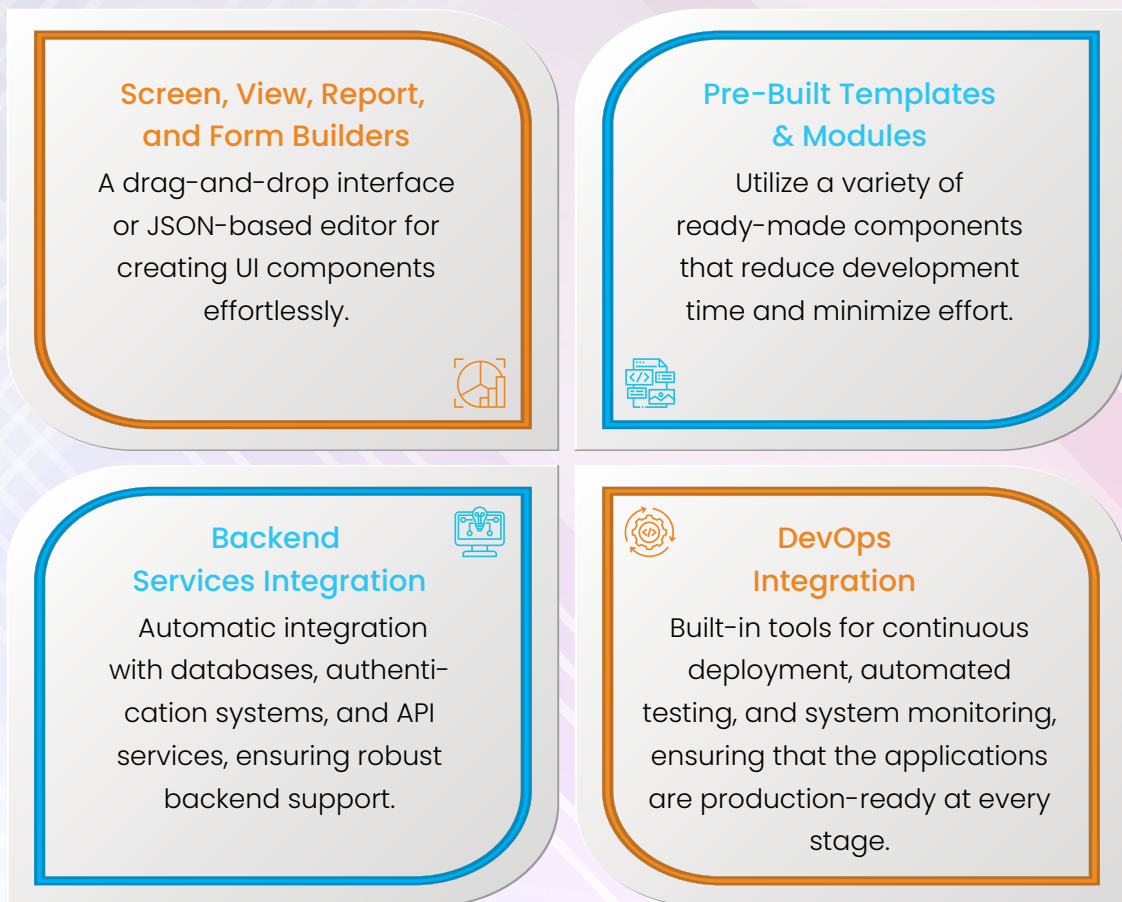 Screen, View, Report,
and Form Builders
A drag-and-drop interface
or JSON-based editor for
creating UI components
effortlessly.
Pre-Built Templates
& Modules
Utilize a variety of
ready-made components
that reduce development
time and minimize effort.
Backend
Services Integration
Automatic integration
with databases, authenti-
cation systems, and API
services, ensuring robust
backend support.
DevOps
Integration
Built-in tools for continuous
deployment, automated
testing, and system monitoring,
ensuring that the applications
are production-ready at every
stage.